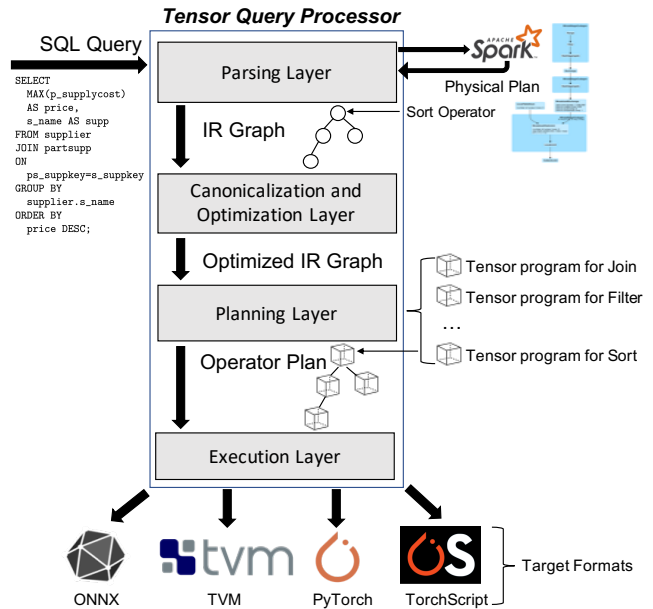 Tensor Query Processor
SQL Query
SELECT
MAX(p_supplycost)
AS price,
s_name AS supp
FROM supplier
JOIN partsupp
ON
ps_suppkey=s_suppkey
GROUP BY
supplier.s_name
ORDER BY
price DESC;
Parsing Layer
APACHE
Spark
Physical Plan
IR Graph
Sort Operator
Canonicalization and
Optimization Layer
Optimized IR Graph
Tensor program for Join
Tensor program for Filter
...
Tensor program for Sort
Planning Layer
Operator Plan
Execution Layer
tvm
S
ONNX
TVM
PyTorch
TorchScript
Target Formats